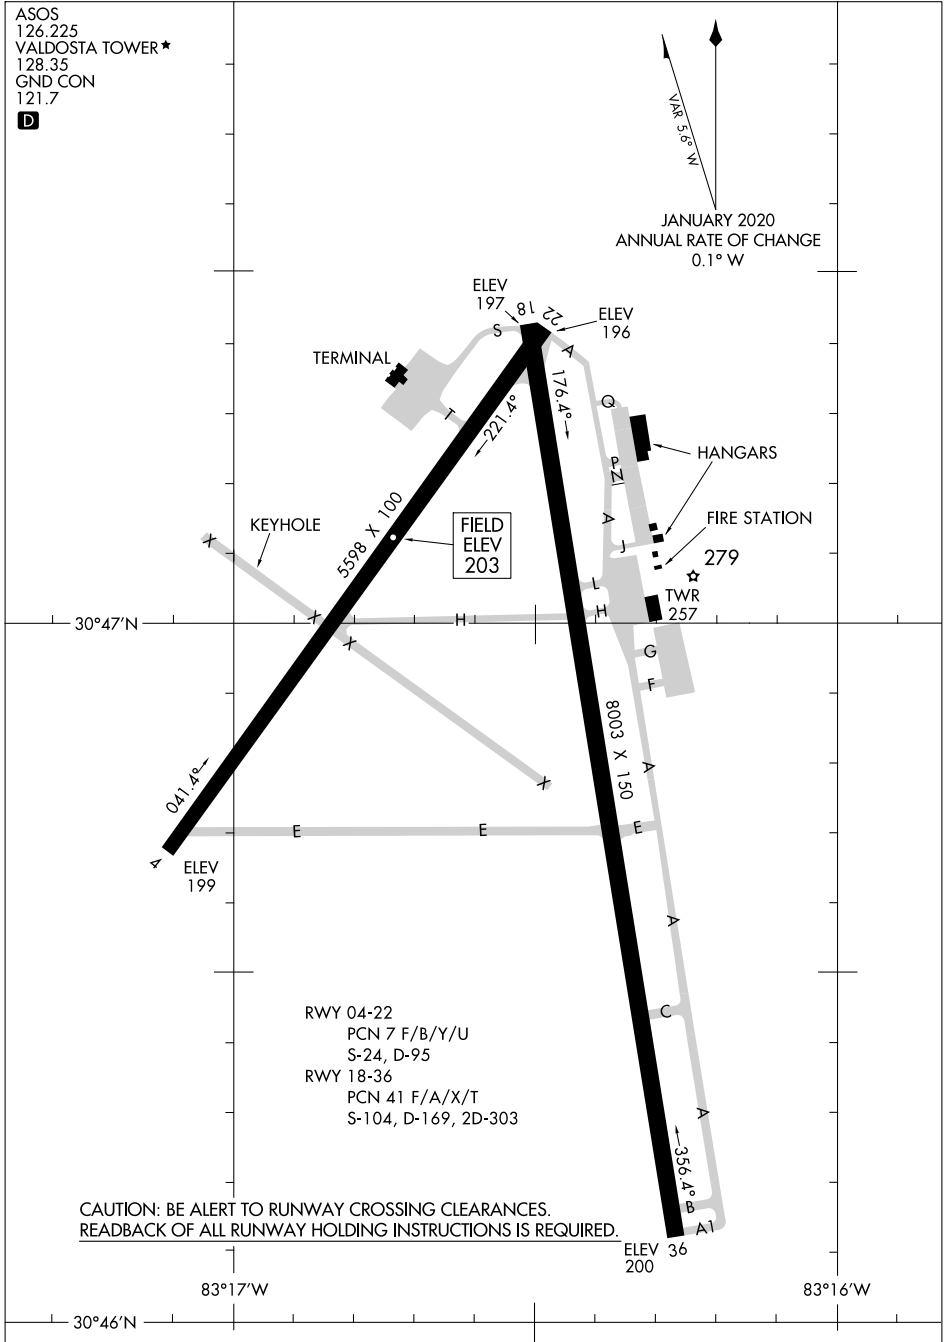 ASOS
126.225
VALDOSTA TOWER★
128.35
GND CON
121.7
D
VAR 5.6° W
JANUARY 2020
ANNUAL RATE OF CHANGE
0.1° W
ELEV
197
18
22
ELEV
196
S
A
TERMINAL
176.4°
Q
T
221.4°
HANGARS
P
N
5598 X 100
KEYHOLE
FIELD
ELEV
203
A
FIRE STATION
J
X
279
L
TWR
257
X
H
H
30°47'N
X
G
F
8003 X 150
A
041.4°
X
E
E
E
4
ELEV
199
A
RWY 04-22
PCN 7 F/B/Y/U
S-24, D-95
RWY 18-36
PCN 41 F/A/X/T
S-104, D-169, 2D-303
C
A
356.4°
B
A1
CAUTION: BE ALERT TO RUNWAY CROSSING CLEARANCES.
READBACK OF ALL RUNWAY HOLDING INSTRUCTIONS IS REQUIRED.
ELEV
200
36
83°17'W
83°16'W
30°46'N